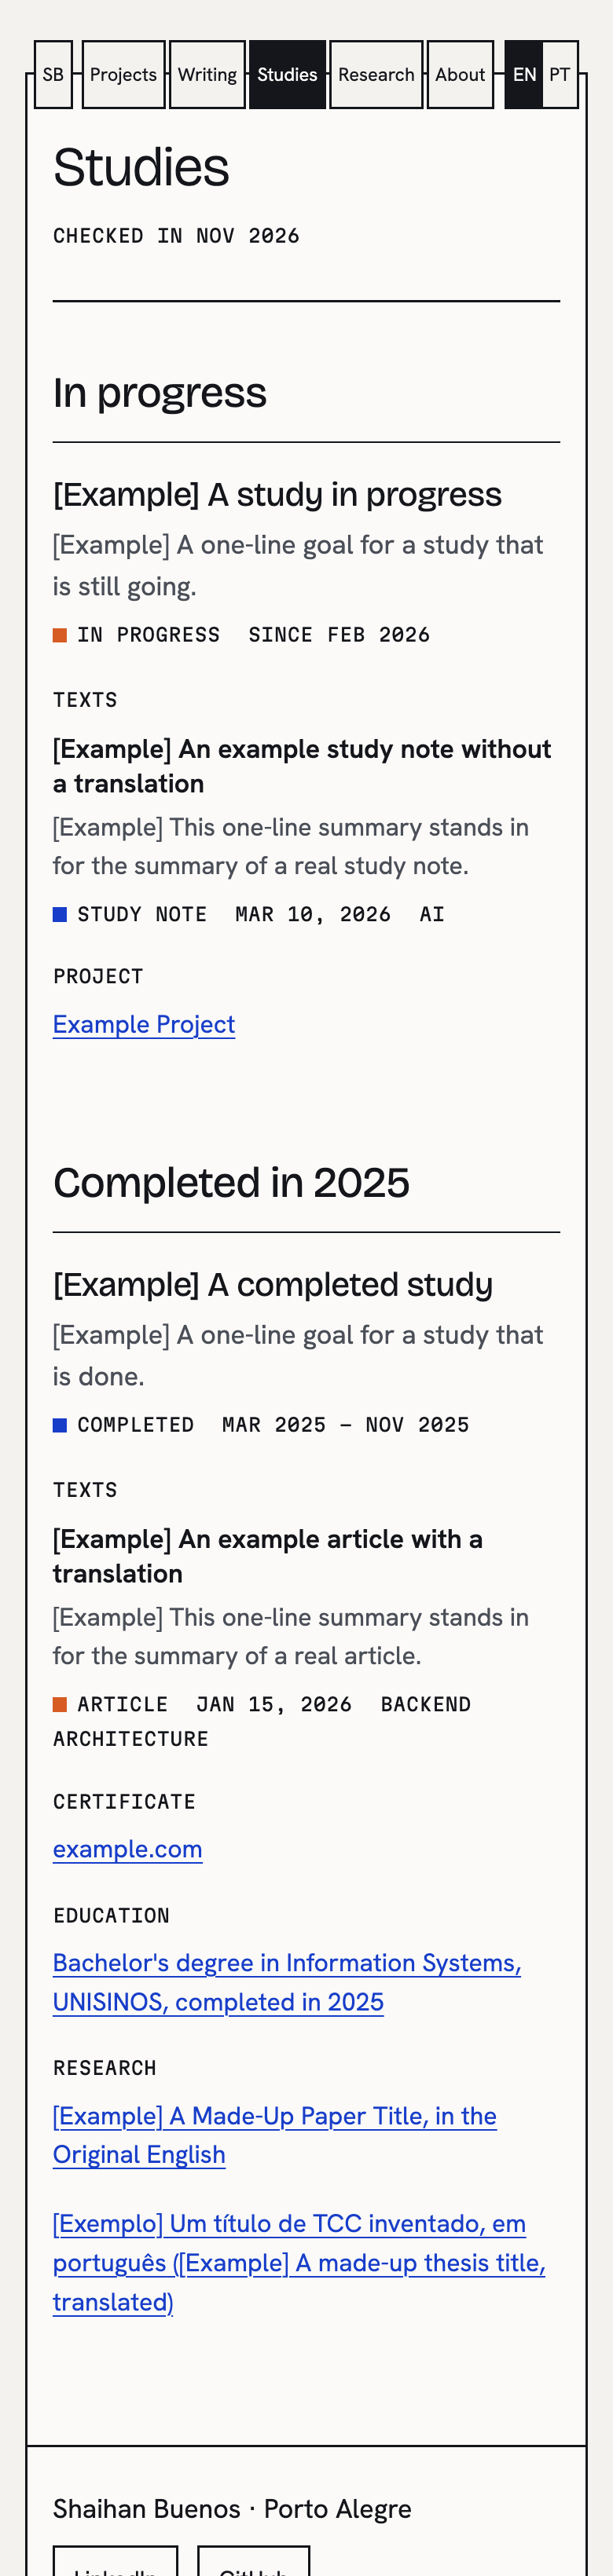 SB Projects Writing Studies Research About EN PT
Studies
CHECKED IN NOV 2026
In progress
[Example] A study in progress
[Example] A one-line goal for a study that
is still going.
IN PROGRESS SINCE FEB 2026
TEXTS
[Example] An example study note without
a translation
[Example] This one-line summary stands in
for the summary of a real study note.
STUDY NOTE MAR 10, 2026 AI
PROJECT
Example Project
Completed in 2025
[Example] A completed study
[Example] A one-line goal for a study that
is done.
COMPLETED MAR 2025 – NOV 2025
TEXTS
[Example] An example article with a
translation
[Example] This one-line summary stands in
for the summary of a real article.
ARTICLE JAN 15, 2026 BACKEND
ARCHITECTURE
CERTIFICATE
example.com
EDUCATION
Bachelor's degree in Information Systems,
UNISINOS, completed in 2025
RESEARCH
[Example] A Made-Up Paper Title, in the
Original English
[Exemplo] Um título de TCC inventado, em
português ([Example] A made-up thesis title,
translated)
Shaihan Buenos · Porto Alegre